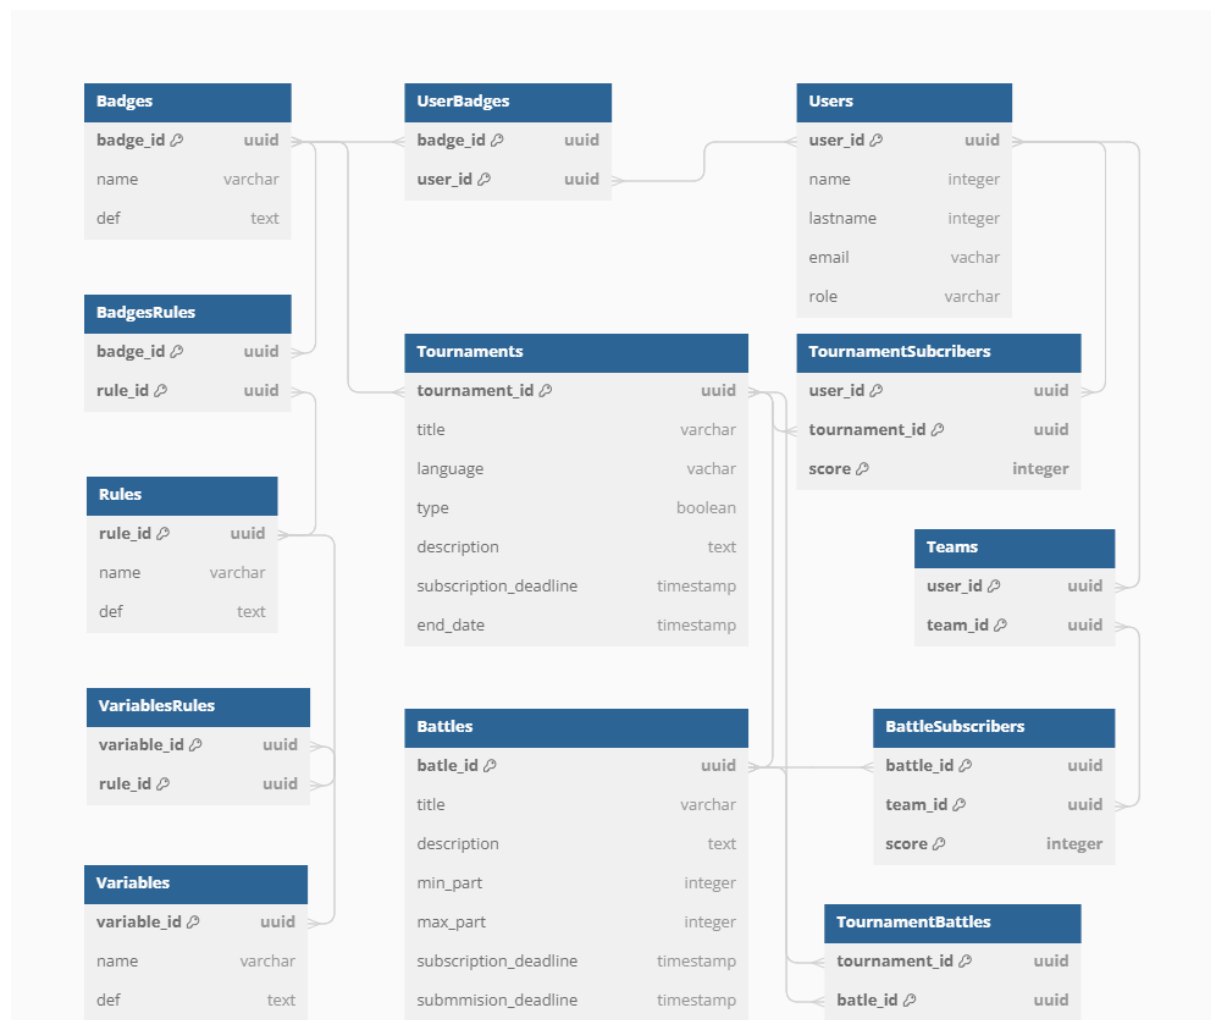 Badges
badge_id uuid
name varchar
def text
UserBadges
badge_id uuid
user_id uuid
Users
user_id uuid
name integer
lastname integer
email vachar
role varchar
BadgesRules
badge_id uuid
rule_id uuid
Tournaments
tournament_id uuid
title varchar
language vachar
type boolean
description text
subscription_deadline timestamp
end_date timestamp
TournamentSubcribers
user_id uuid
tournament_id uuid
score integer
Rules
rule_id uuid
name varchar
def text
Teams
user_id uuid
team_id uuid
VariablesRules
variable_id uuid
rule_id uuid
Battles
batle_id uuid
title varchar
description text
min_part integer
max_part integer
subscription_deadline timestamp
submmision_deadline timestamp
BattleSubscribers
battle_id uuid
team_id uuid
score integer
Variables
variable_id uuid
name varchar
def text
TournamentBattles
tournament_id uuid
batle_id uuid